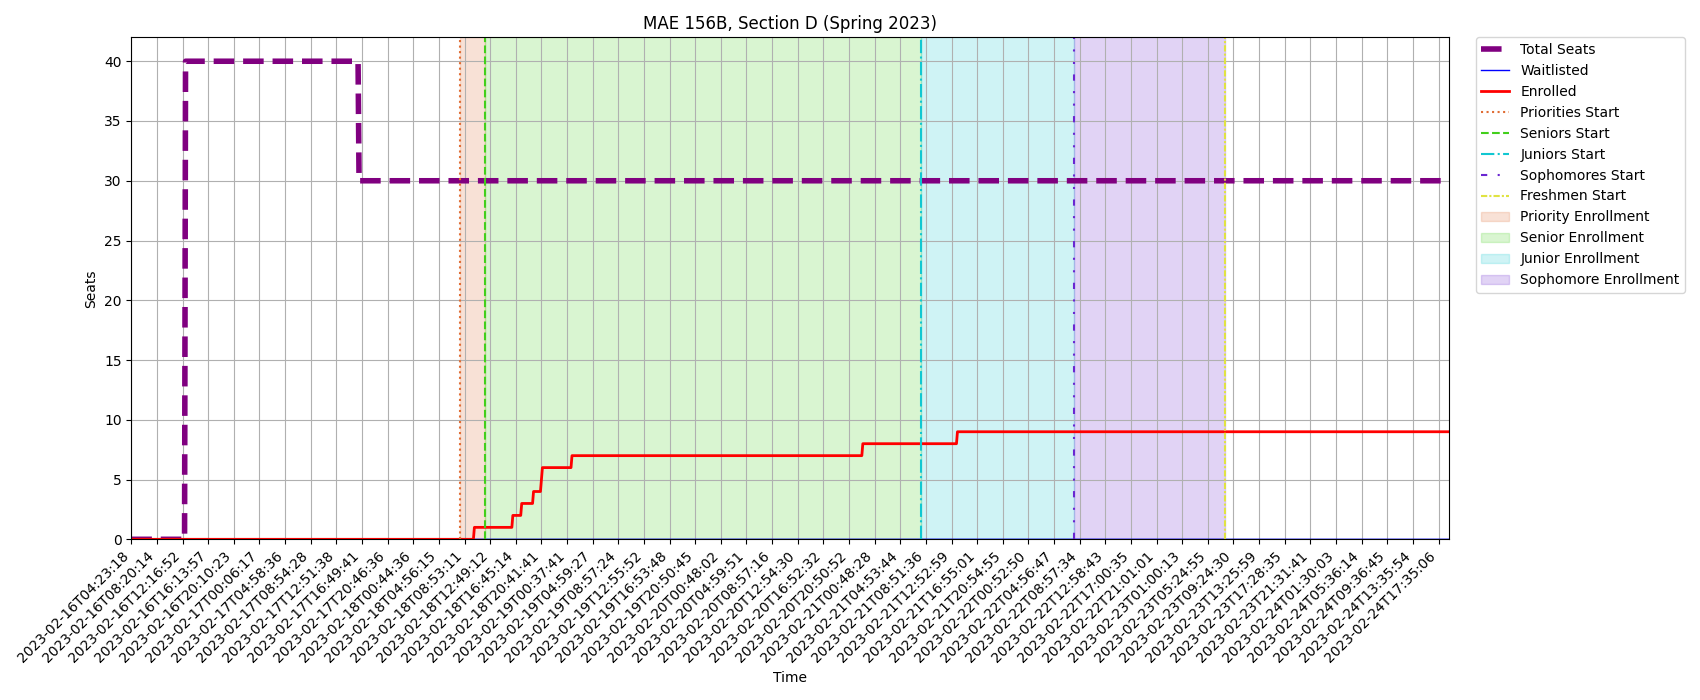 MAE 156B, Section D (Spring 2023)
Seats
40
35
30
25
20
15
10
5
0
2023-02-16T04:23:18
2023-02-16T08:20:14
2023-02-16T12:16:52
2023-02-16T16:13:57
2023-02-16T20:10:23
2023-02-17T00:06:17
2023-02-17T04:58:36
2023-02-17T08:54:28
2023-02-17T12:51:38
2023-02-17T16:49:41
2023-02-17T20:46:36
2023-02-18T00:44:36
2023-02-18T04:56:15
2023-02-18T08:53:11
2023-02-18T12:49:12
2023-02-18T16:45:14
2023-02-18T20:41:41
2023-02-19T00:37:41
2023-02-19T04:59:27
2023-02-19T08:57:24
2023-02-19T12:55:52
2023-02-19T16:53:48
2023-02-19T20:50:45
2023-02-20T00:48:02
2023-02-20T04:59:51
2023-02-20T08:57:16
2023-02-20T12:54:30
2023-02-20T16:52:32
2023-02-20T20:50:52
2023-02-21T00:48:28
2023-02-21T04:53:44
2023-02-21T08:51:36
2023-02-21T12:52:59
2023-02-21T16:55:01
2023-02-21T20:54:55
2023-02-22T00:52:50
2023-02-22T04:56:47
2023-02-22T08:57:34
2023-02-22T12:58:43
2023-02-22T17:00:35
2023-02-22T21:01:01
2023-02-23T01:00:13
2023-02-23T05:24:55
2023-02-23T09:24:30
2023-02-23T13:25:59
2023-02-23T17:28:35
2023-02-23T21:31:41
2023-02-24T01:30:03
2023-02-24T05:36:14
2023-02-24T09:36:45
2023-02-24T13:35:54
2023-02-24T17:35:06
Time
Total Seats
Waitlisted
Enrolled
Priorities Start
Seniors Start
Juniors Start
Sophomores Start
Freshmen Start
Priority Enrollment
Senior Enrollment
Junior Enrollment
Sophomore Enrollment